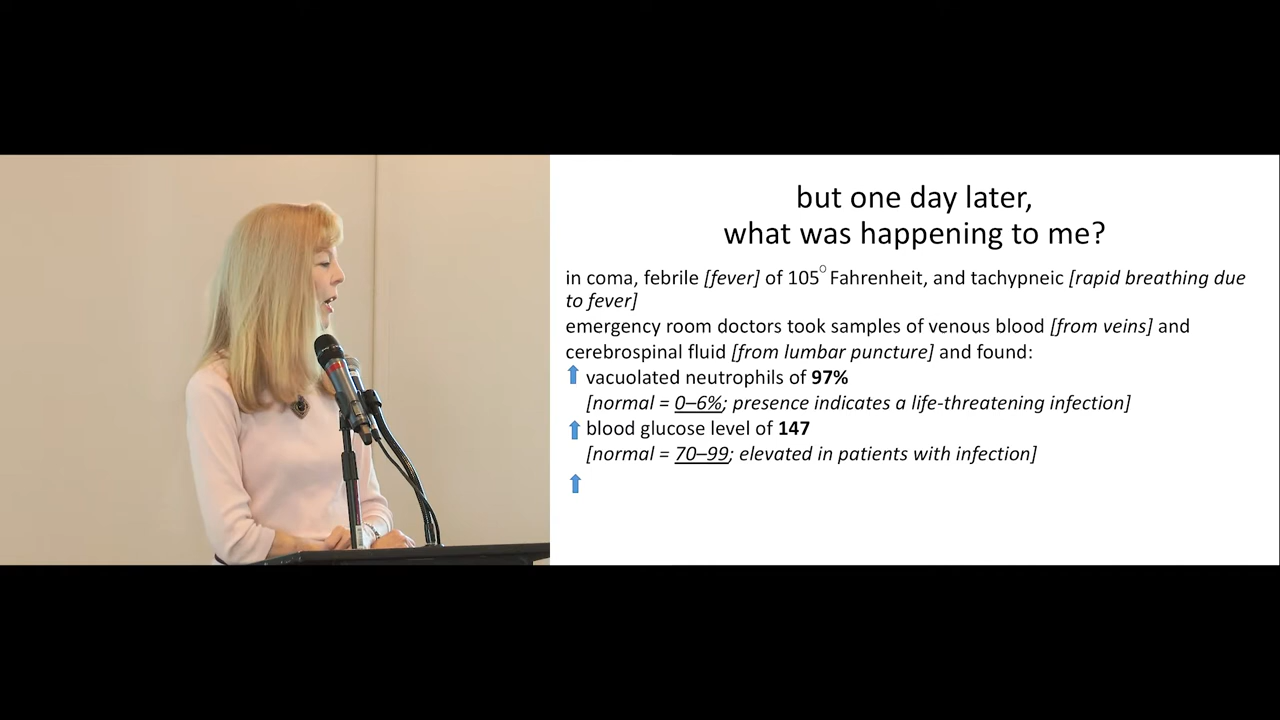 but one day later,
what was happening to me?
in coma, febrile [fever] of 105° Fahrenheit, and tachypneic [rapid breathing due
to fever]
emergency room doctors took samples of venous blood [from veins] and
cerebrospinal fluid [from lumbar puncture] and found:
vacuolated neutrophils of 97%
[normal = 0–6%; presence indicates a life-threatening infection]
blood glucose level of 147
[normal = 70–99; elevated in patients with infection]